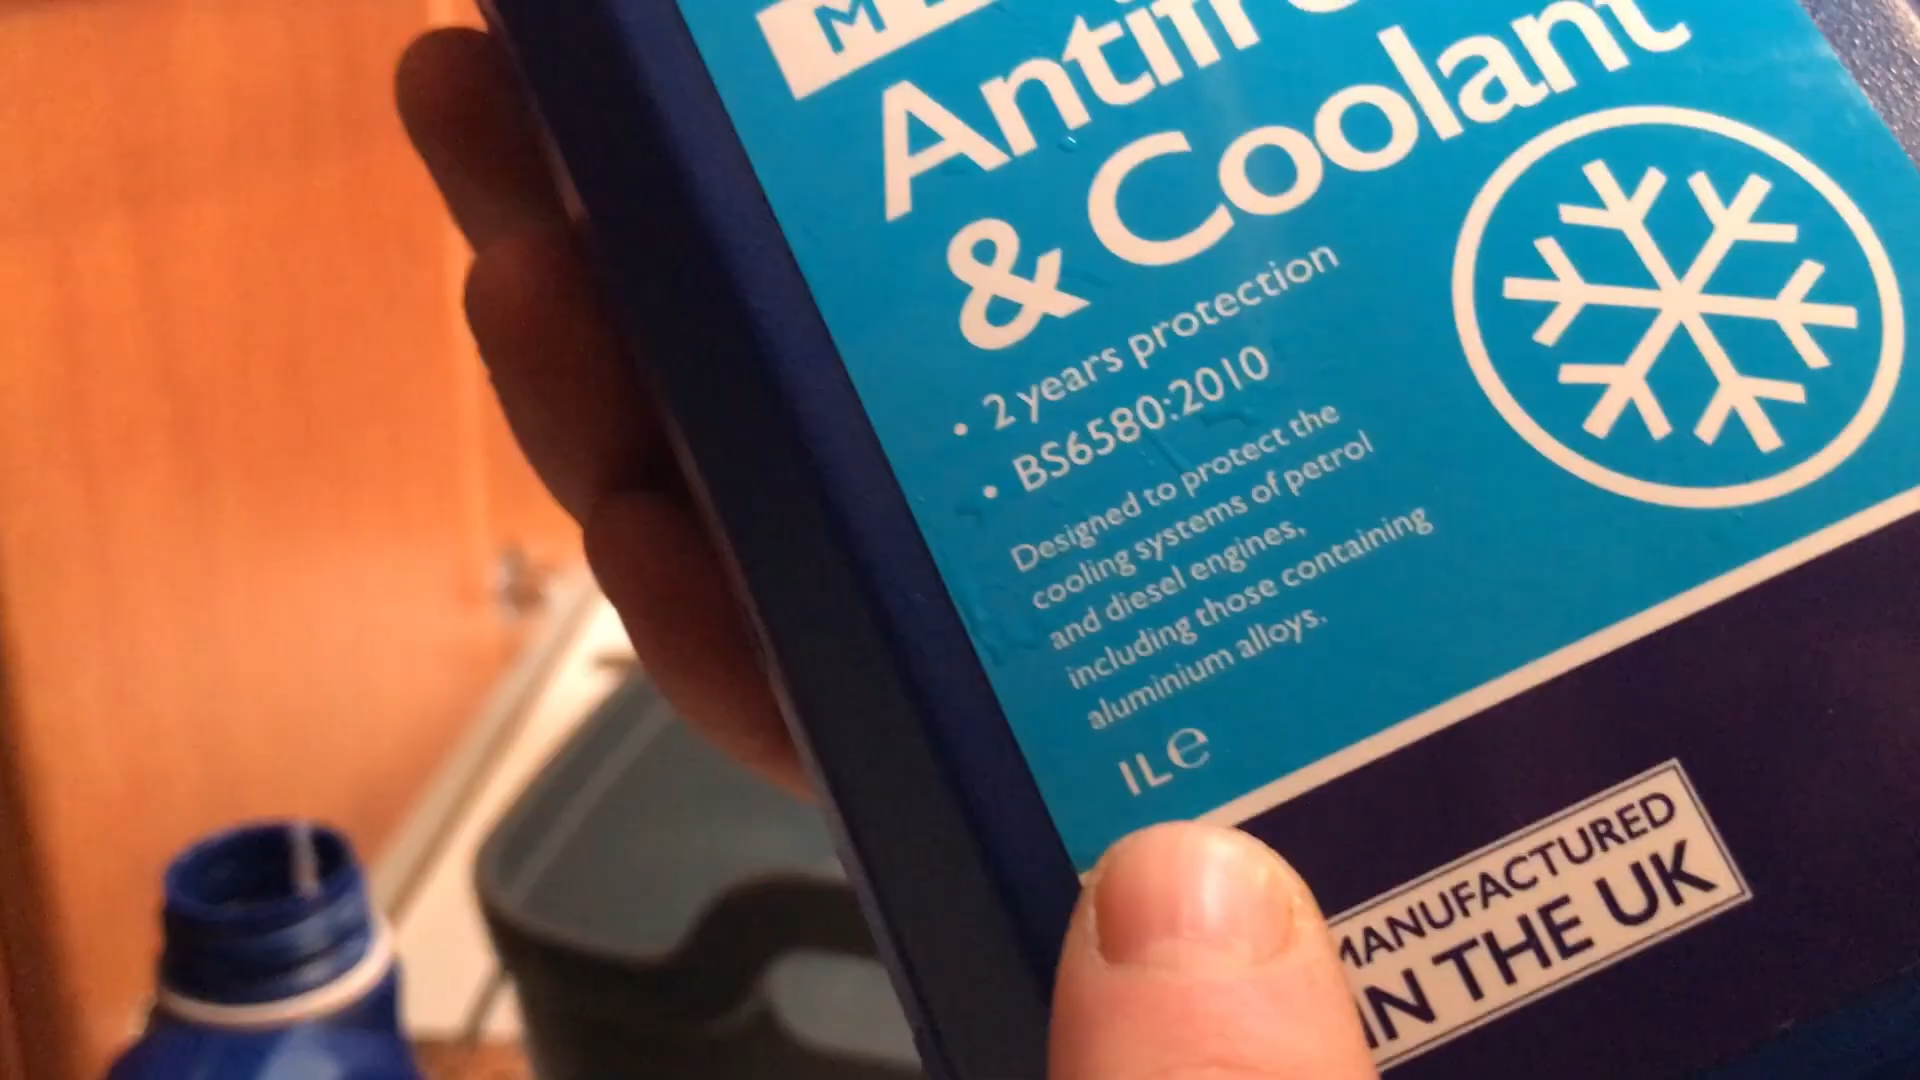 & Coolant
• 2 years protection
• BS6580:2010
Designed to protect the
cooling systems of petrol
and diesel engines,
including those containing
aluminium alloys.
1L e
MANUFACTURED
IN THE UK